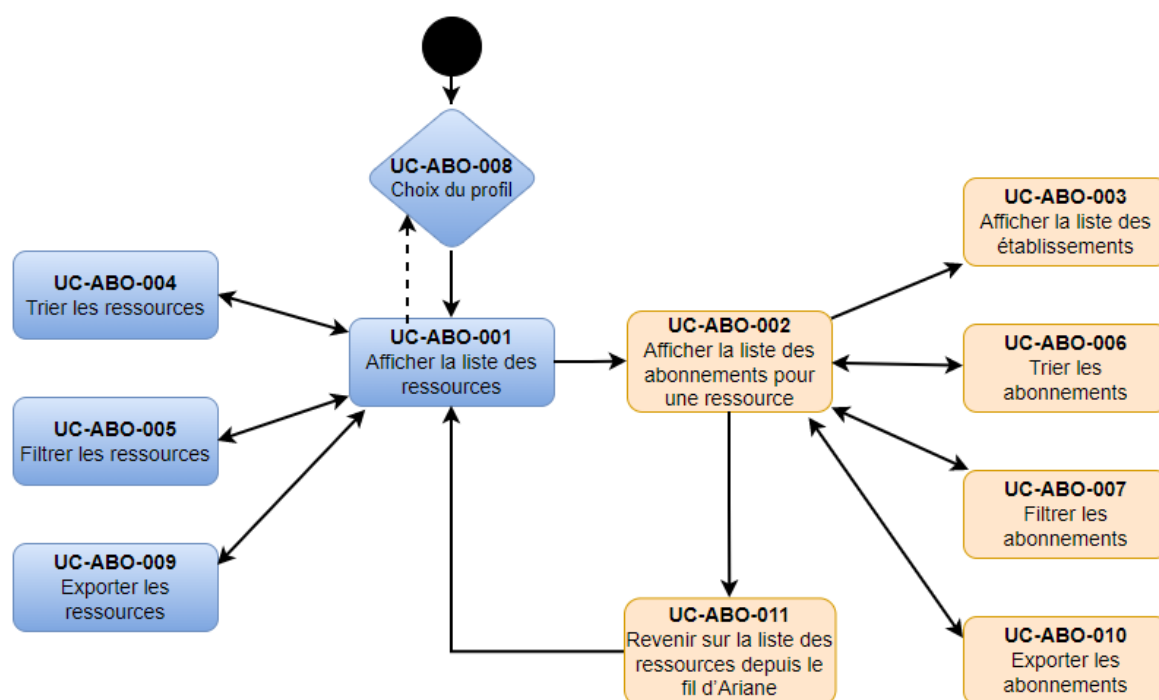 UC-ABO-008
Choix du profil
UC-ABO-003
Afficher la liste des
établissements
UC-ABO-004
Trier les ressources
UC-ABO-001
Afficher la liste des
ressources
UC-ABO-002
Afficher la liste des
abonnements pour
une ressource
UC-ABO-006
Trier les
abonnements
UC-ABO-005
Filtrer les ressources
UC-ABO-007
Filtrer les
abonnements
UC-ABO-009
Exporter les
ressources
UC-ABO-011
Revenir sur la liste des
ressources depuis le
fil d'Ariane
UC-ABO-010
Exporter les
abonnements